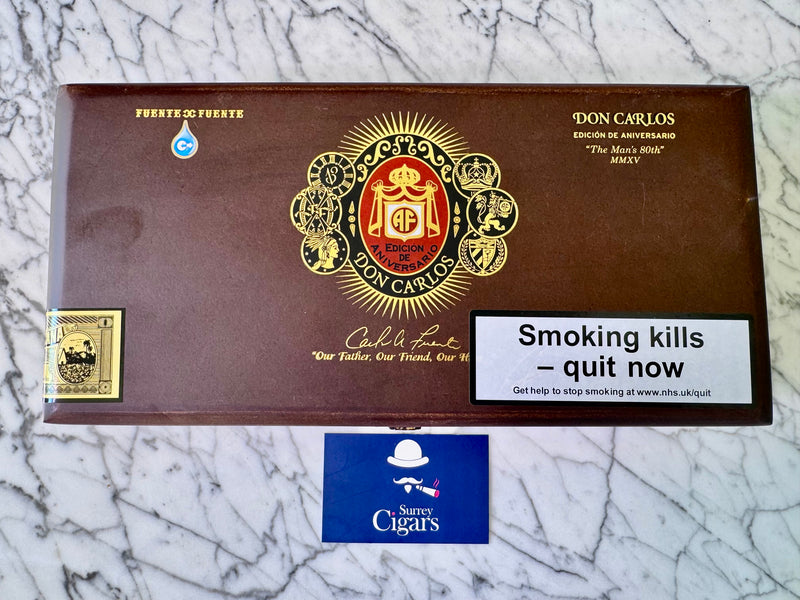 FUENTE FUENTE
DON CARLOS
EDICIÓN DE ANIVERSARIO
"The Man's 80th"
MMXV
AF
EDICION
DE
ANIVERSARIO
DON CARLOS
"Our Father, Our Friend, Our
Smoking kills
– quit now
Get help to stop smoking at www.nhs.uk/quit
Surrey
Cigars